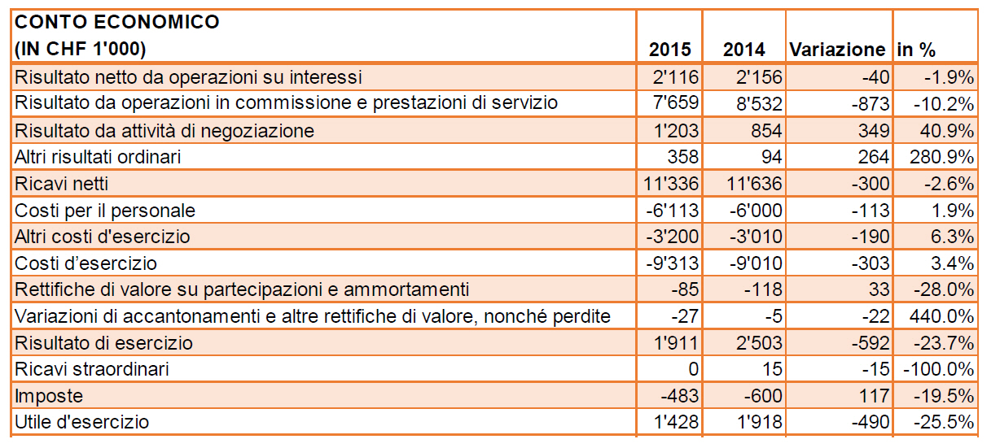 CONTO ECONOMICO
(IN CHF 1'000) 2015 2014 Variazione in %
Risultato netto da operazioni su interessi 2'116 2'156 -40 -1.9%
Risultato da operazioni in commissione e prestazioni di servizio 7'659 8'532 -873 -10.2%
Risultato da attività di negoziazione 1'203 854 349 40.9%
Altri risultati ordinari 358 94 264 280.9%
Ricavi netti 11'336 11'636 -300 -2.6%
Costi per il personale -6'113 -6'000 -113 1.9%
Altri costi d'esercizio -3'200 -3'010 -190 6.3%
Costi d’esercizio -9'313 -9'010 -303 3.4%
Rettifiche di valore su partecipazioni e ammortamenti -85 -118 33 -28.0%
Variazioni di accantonamenti e altre rettifiche di valore, nonché perdite -27 -5 -22 440.0%
Risultato di esercizio 1'911 2'503 -592 -23.7%
Ricavi straordinari 0 15 -15 -100.0%
Imposte -483 -600 117 -19.5%
Utile d'esercizio 1'428 1'918 -490 -25.5%